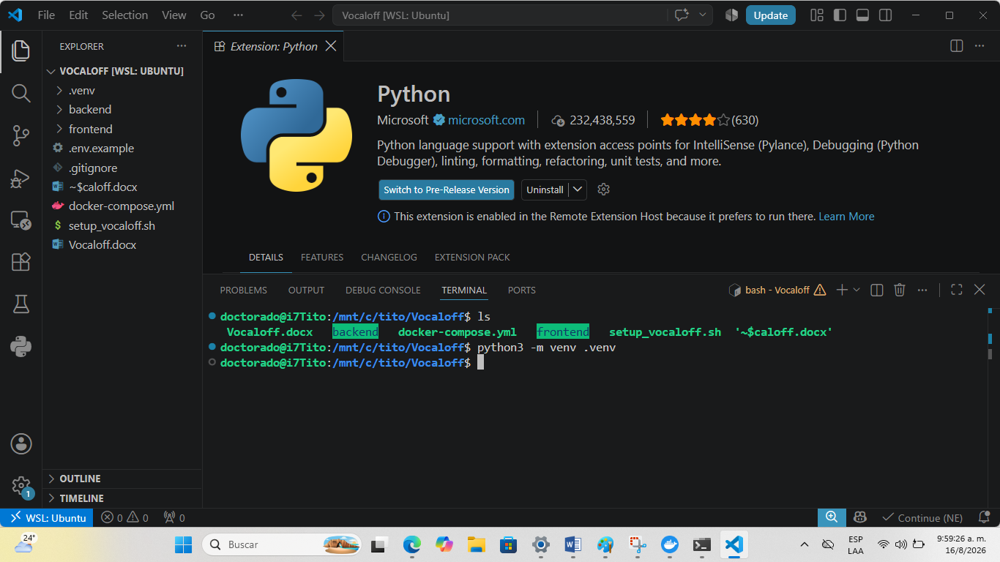 File Edit Selection View Go ··· Vocaloff [WSL: Ubuntu] Update
EXPLORER ···
Extension: Python
VOCALOFF [WSL: UBUNTU]
.venv
backend
frontend
.env.example
.gitignore
~$caloff.docx
docker-compose.yml
$ setup_vocaloff.sh
Vocaloff.docx
OUTLINE
TIMELINE
Python
Microsoft microsoft.com 232,438,559 (630)
Python language support with extension access points for IntelliSense (Pylance), Debugging (Python
Debugger), linting, formatting, refactoring, unit tests, and more.
Switch to Pre-Release Version Uninstall
This extension is enabled in the Remote Extension Host because it prefers to run there. Learn More
DETAILS FEATURES CHANGELOG EXTENSION PACK
PROBLEMS OUTPUT DEBUG CONSOLE TERMINAL PORTS bash - Vocaloff
doctorado@i7Tito:/mnt/c/tito/Vocaloff$ ls
Vocaloff.docx backend docker-compose.yml frontend setup_vocaloff.sh '~$caloff.docx'
doctorado@i7Tito:/mnt/c/tito/Vocaloff$ python3 -m venv .venv
doctorado@i7Tito:/mnt/c/tito/Vocaloff$
1
WSL: Ubuntu 0 0 0 Continue (NE)
24°
Buscar
ESP
LAA
9:59:26 a. m.
16/8/2026